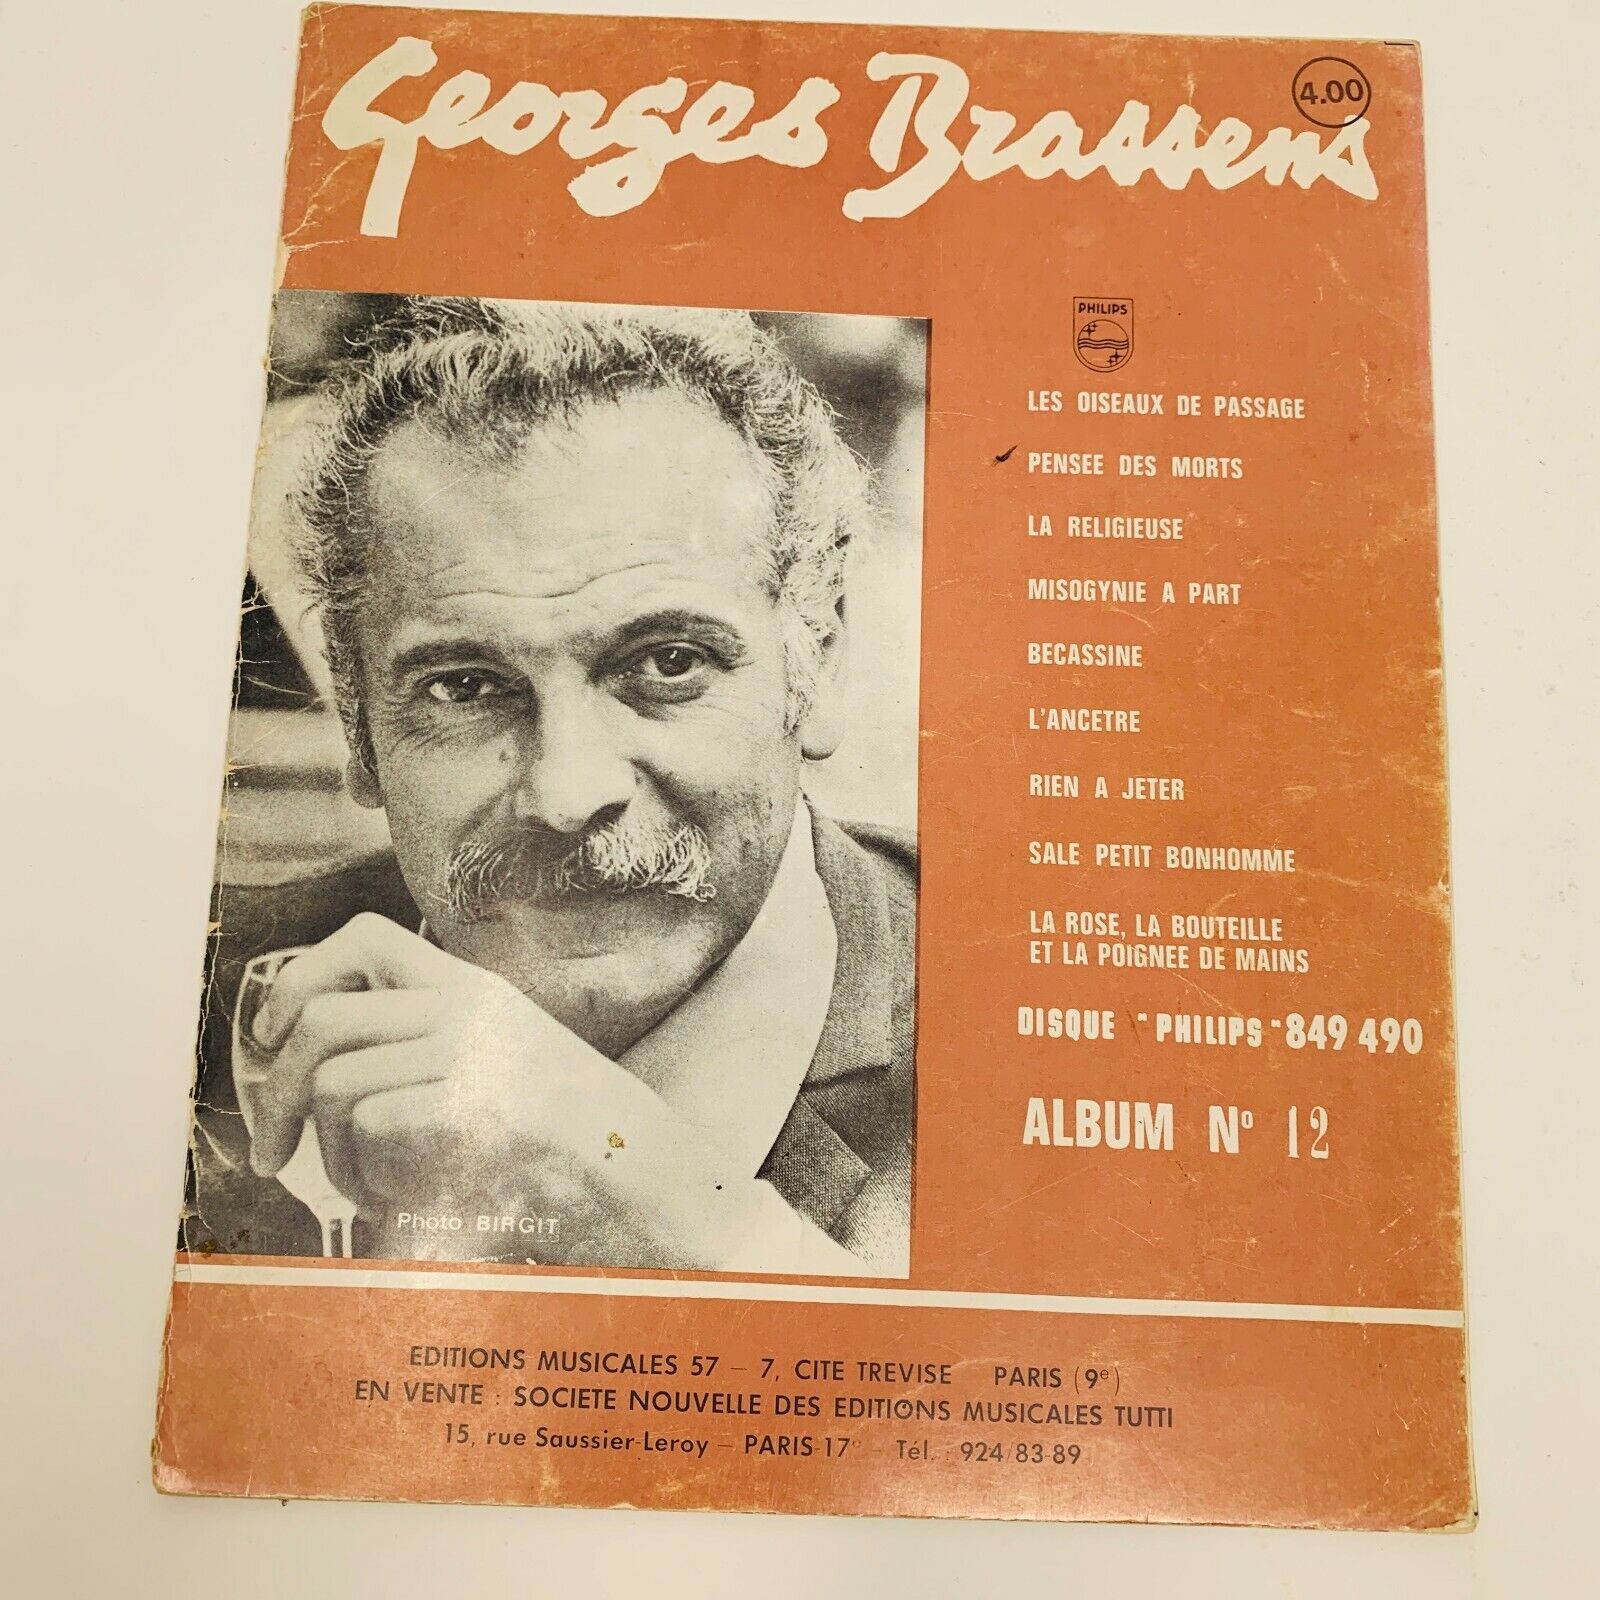 Georges Brassens
4.00
PHILIPS
LES OISEAUX DE PASSAGE
PENSEE DES MORTS
LA RELIGIEUSE
MISOGYNIE A PART
BECASSINE
L'ANCETRE
RIEN A JETER
SALE PETIT BONHOMME
LA ROSE, LA BOUTEILLE
ET LA POIGNEE DE MAINS
DISQUE "PHILIPS" 849 490
ALBUM Nº 12
Photo BIRGIT
EDITIONS MUSICALES 57 – 7, CITE TREVISE PARIS (9e)
EN VENTE : SOCIETE NOUVELLE DES EDITIONS MUSICALES TUTTI
15, rue Saussier-Leroy – PARIS-17e – Tél. : 924/83-89